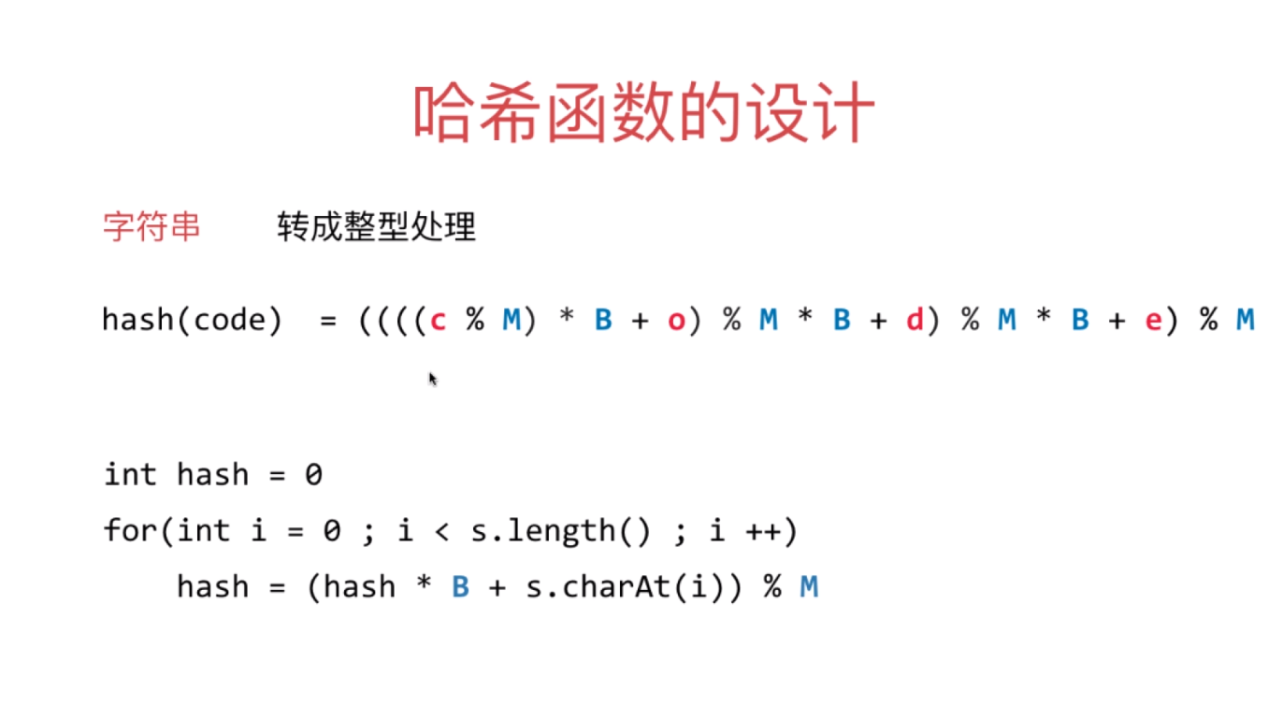 哈希函数的设计
字符串 转成整型处理
hash(code) = ((((c % M) * B + o) % M * B + d) % M * B + e) % M
int hash = 0
for(int i = 0 ; i < s.length() ; i ++)
hash = (hash * B + s.charAt(i)) % M